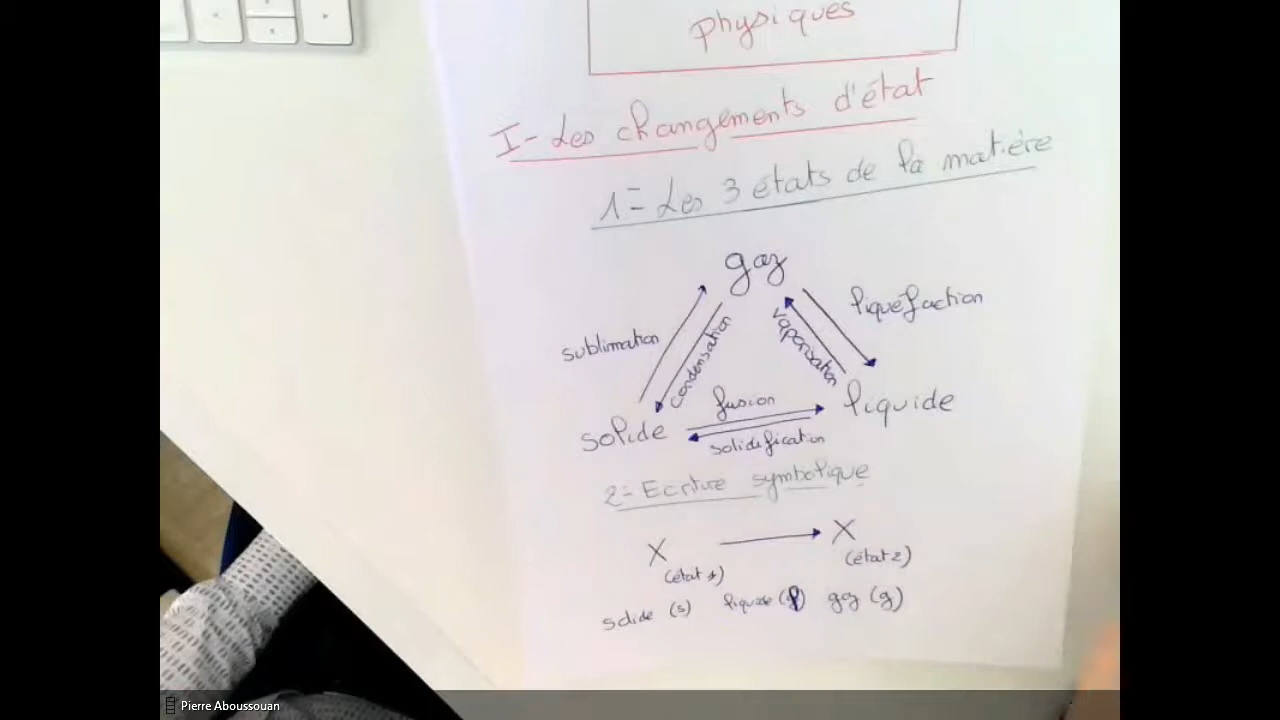 physiques
I- Les changements d'état
1= Les 3 états de la matière
gaz
sublimation
condensation
vaporisation
liquéfaction
solide
fusion
solidification
liquide
2= Ecriture symbolique
X (état 1) → X (état 2)
solide (s) liquide (l) gaz (g)
Pierre Aboussouan